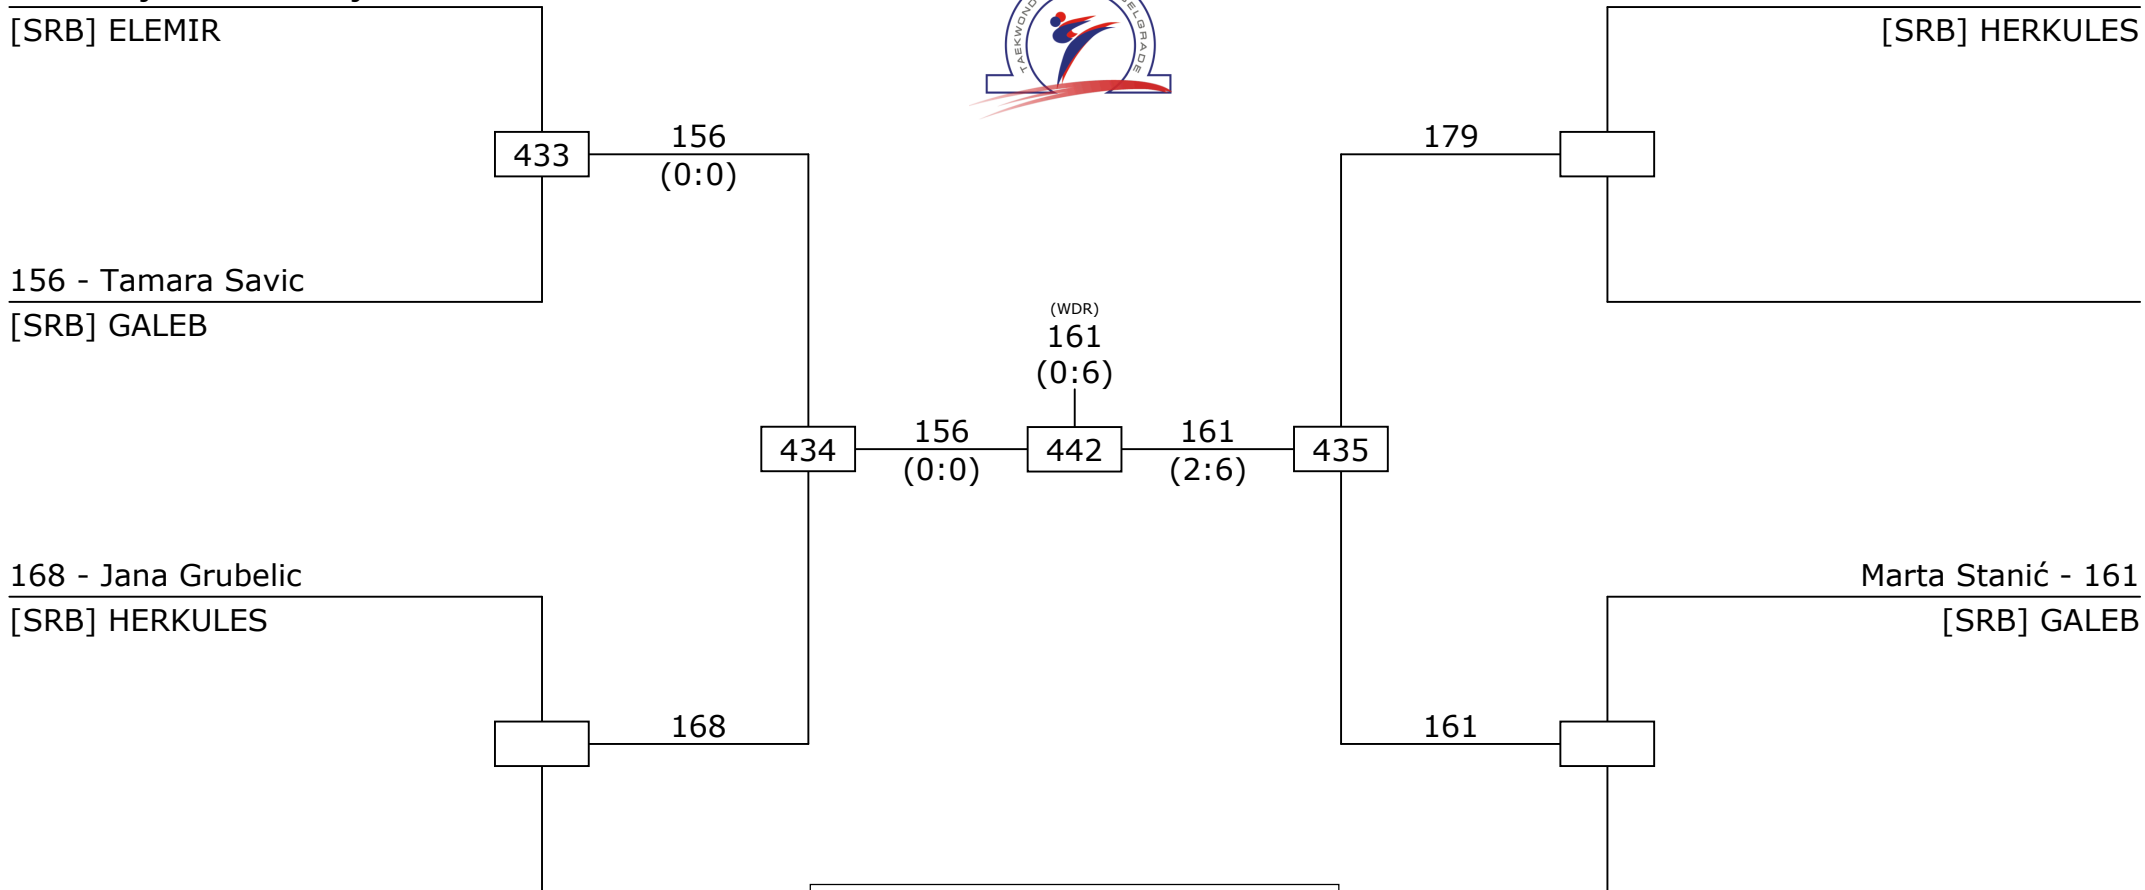 [SRB] ELEMIR
TAEKWONDO BELGRADE
[SRB] HERKULES
433
156
(0:0)
179
156 - Tamara Savic
[SRB] GALEB
(WDR)
161
(0:6)
434
156
(0:0)
442
161
(2:6)
435
168 - Jana Grubelic
[SRB] HERKULES
Marta Stanić - 161
[SRB] GALEB
168
161